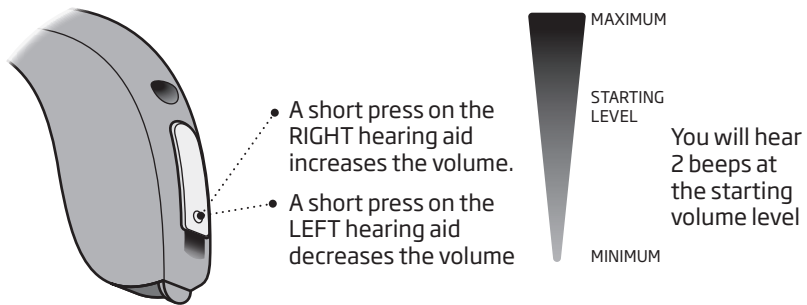 A short press on the
RIGHT hearing aid
increases the volume.
A short press on the
LEFT hearing aid
decreases the volume
MAXIMUM
STARTING
LEVEL
MINIMUM
You will hear
2 beeps at
the starting
volume level